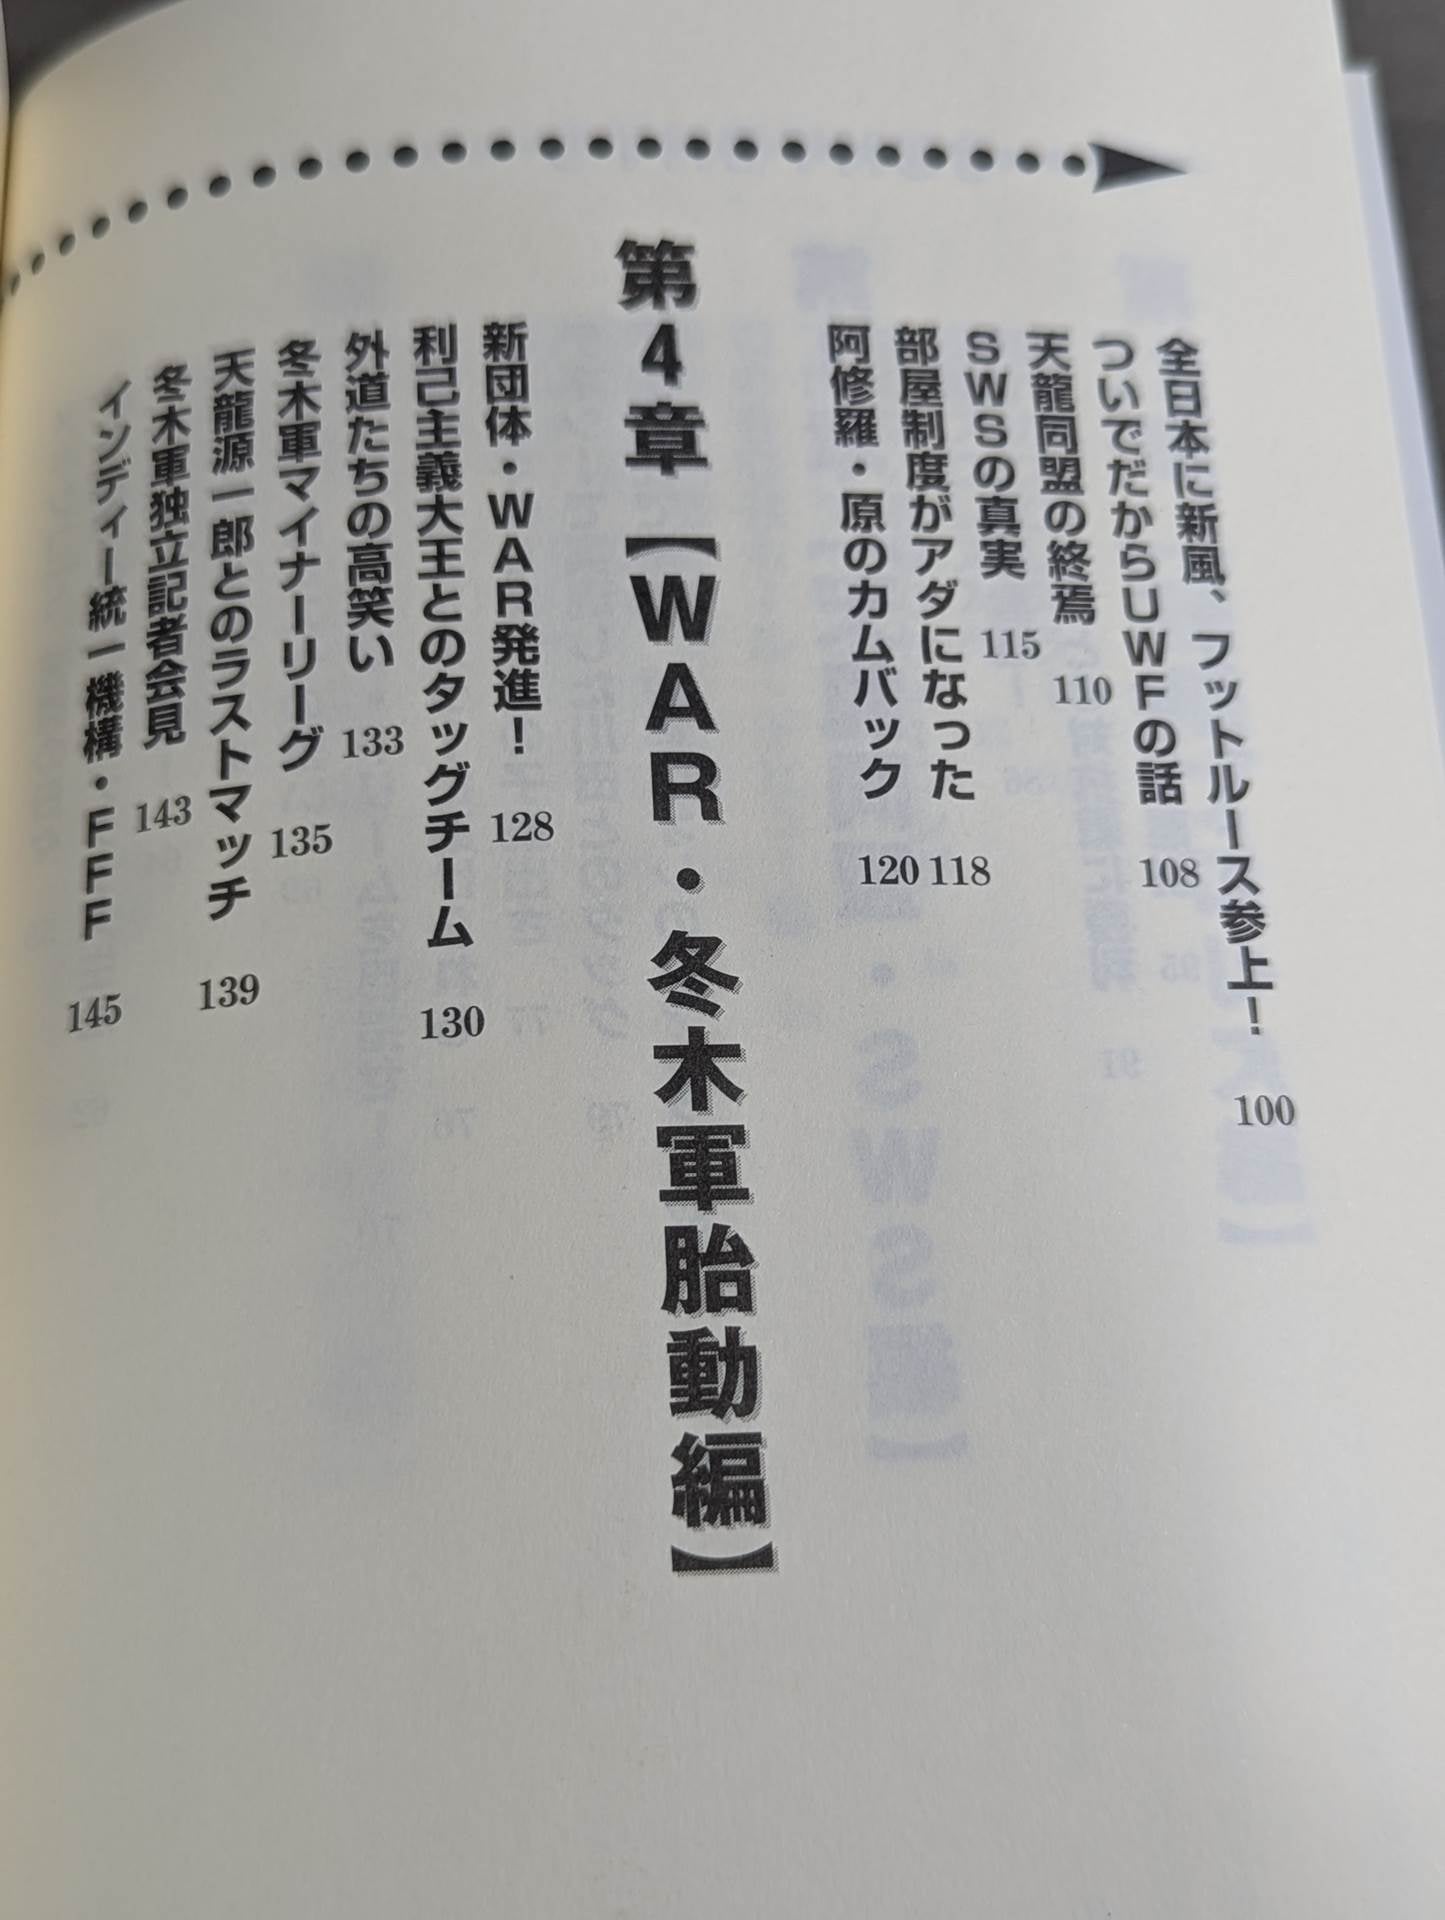 全日本に新風、フットルース参上！ 100
ついでだからUWFの話 108
天龍同盟の終焉 110
SWSの真実 115
部屋制度がアダになった 118
阿修羅・原のカムバック 120
第4章【WAR・冬木軍胎動編】
新団体・WAR発進！ 128
利己主義大王とのタッグチーム 130
外道たちの高笑い 133
冬木軍マイナーリーグ 135
天龍源一郎とのラストマッチ 139
冬木軍独立記者会見 143
インディー統一機構・FFF 145